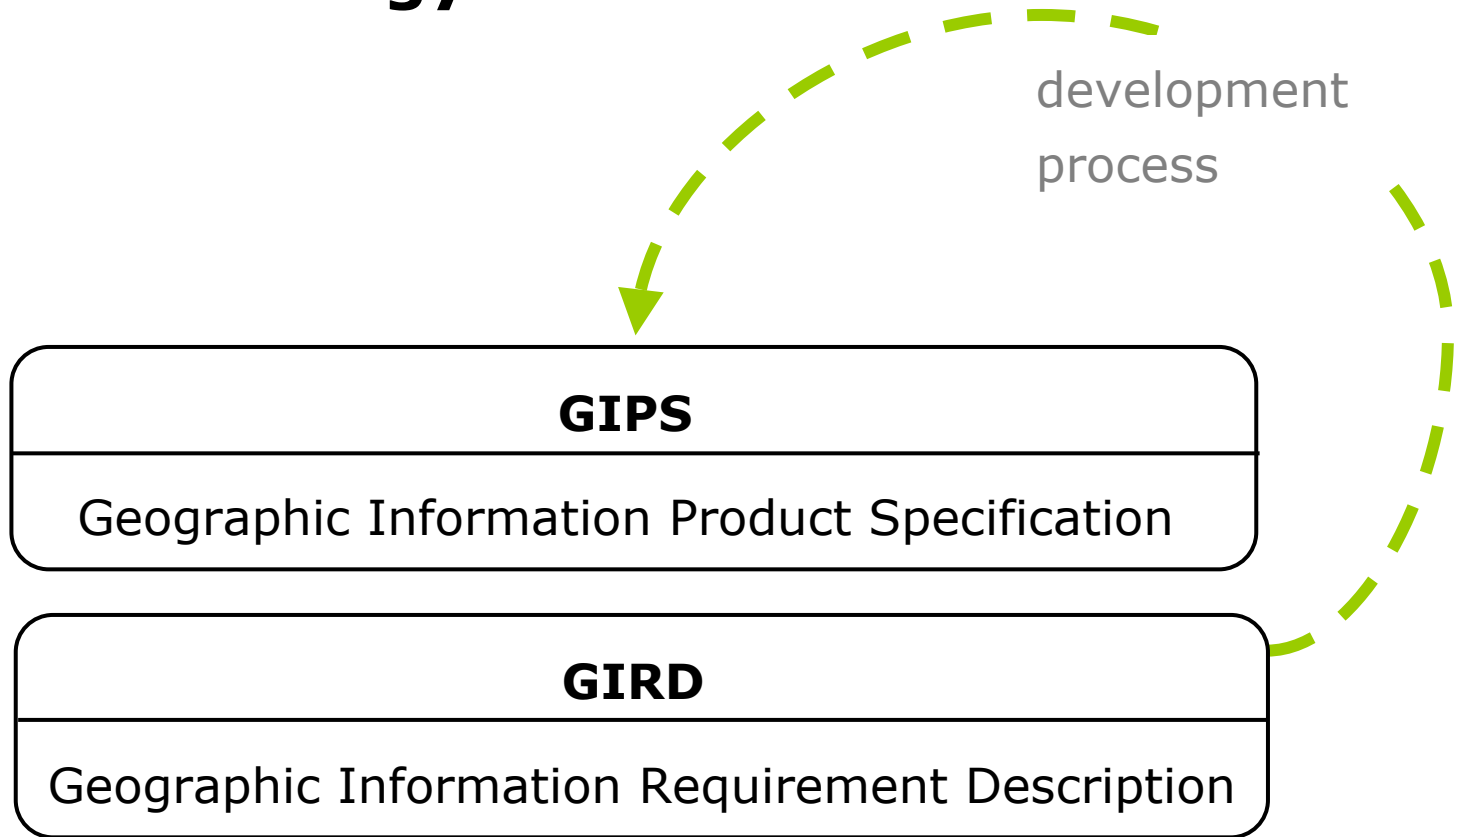 development
process
GIPS
Geographic Information Product Specification
GIRD
Geographic Information Requirement Description